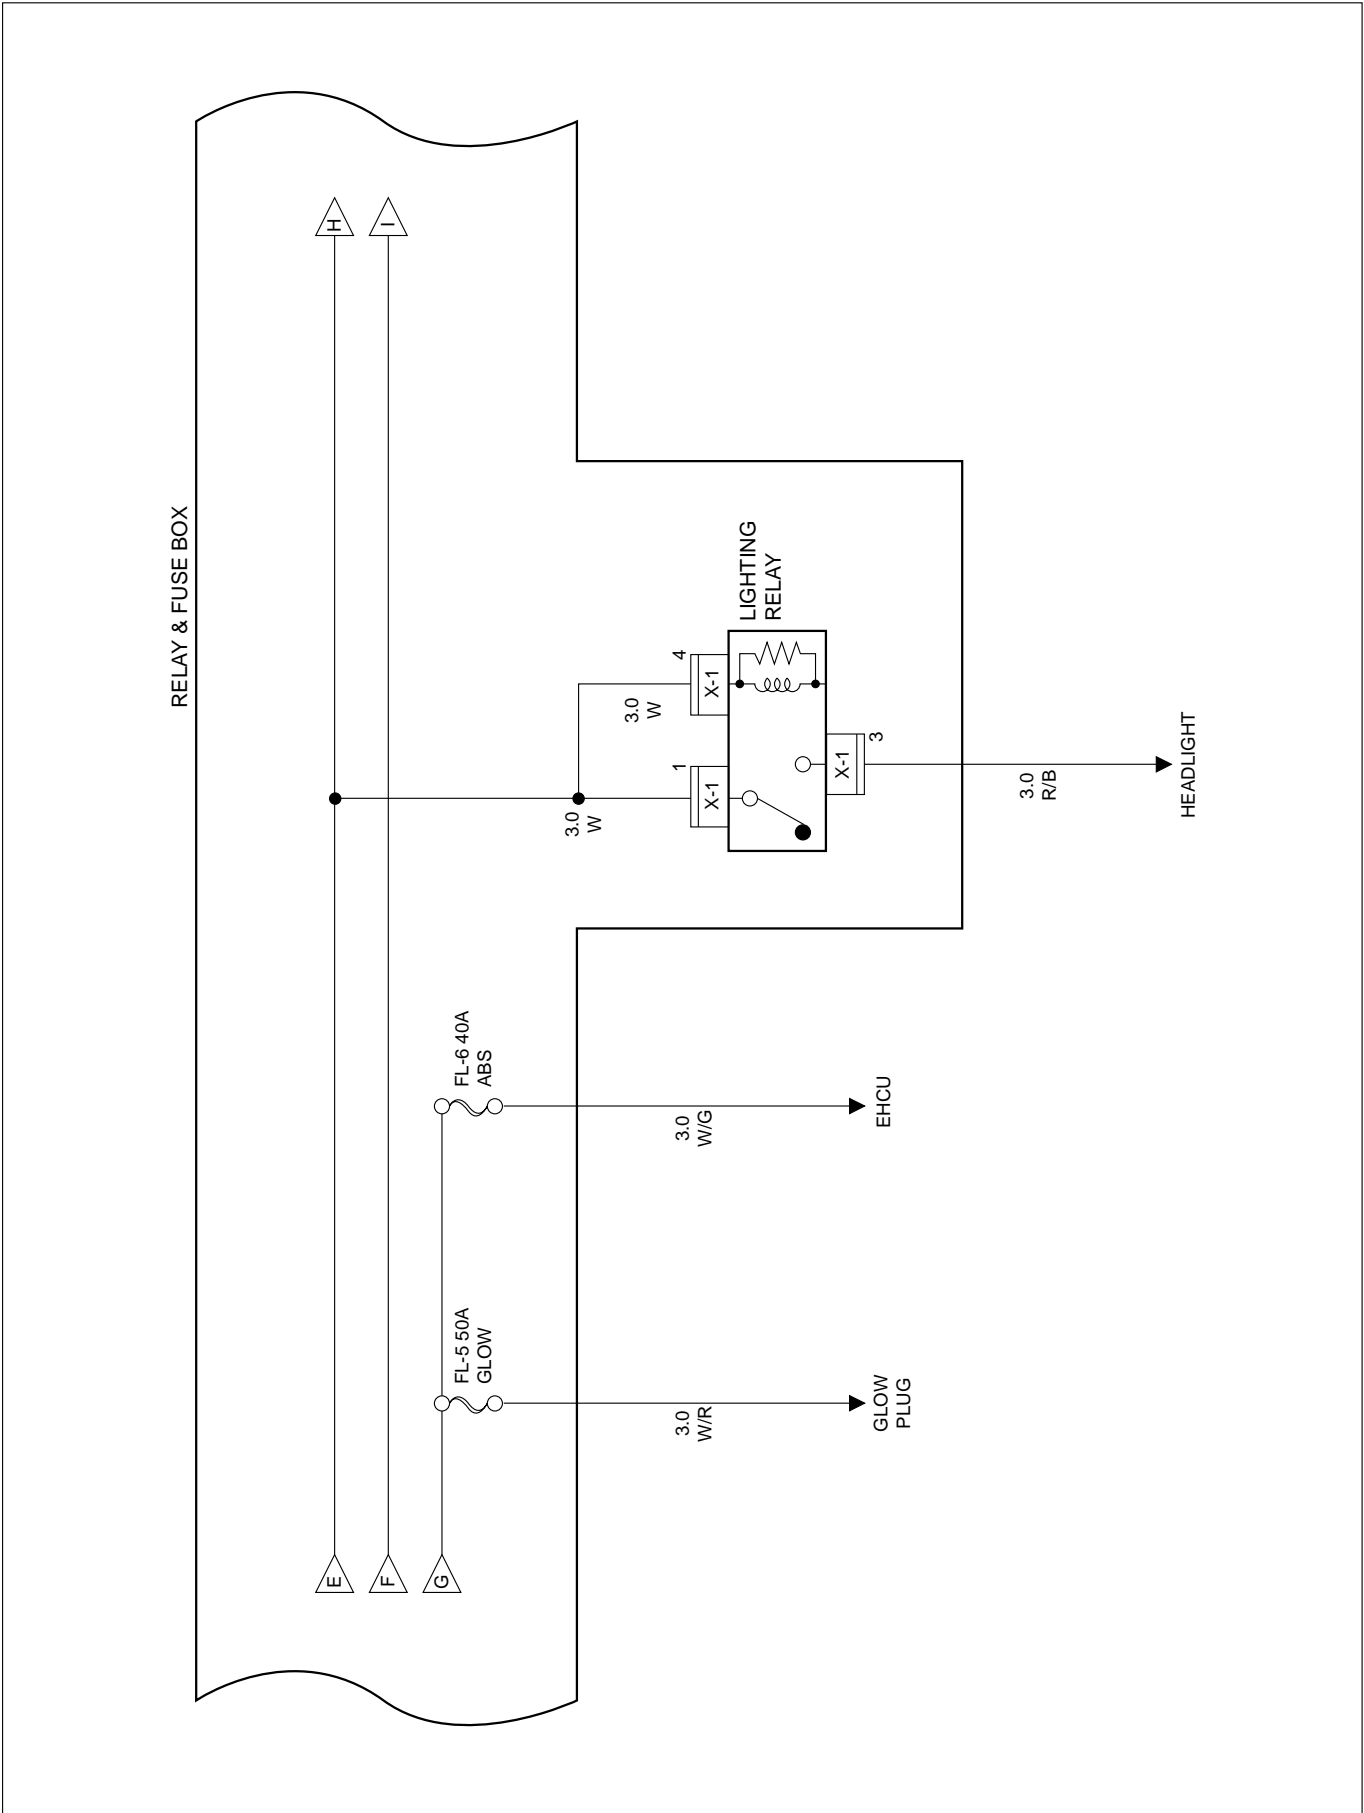 RELAY & FUSE BOX
E
F
G
H
I
FL-5 50A
GLOW
FL-6 40A
ABS
3.0
W
3.0
W
1
X-1
4
X-1
LIGHTING
RELAY
X-1
3
3.0
W/R
GLOW
PLUG
3.0
W/G
EHCU
3.0
R/B
HEADLIGHT